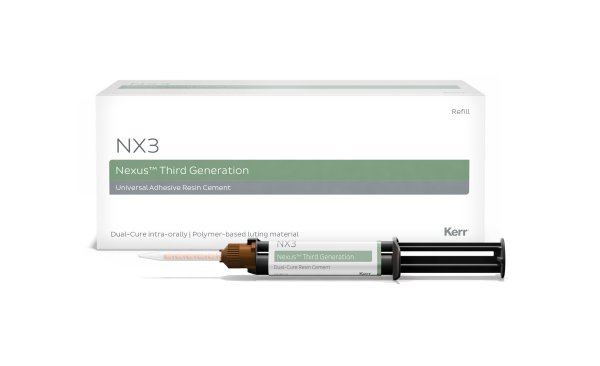 Refill
NX3
Nexus™ Third Generation
Universal Adhesive Resin Cement
Dual-Cure intra-orally | Polymer-based luting material
Kerr
NX3
Nexus™ Third Generation
Dual-Cure Resin Cement
Kerr